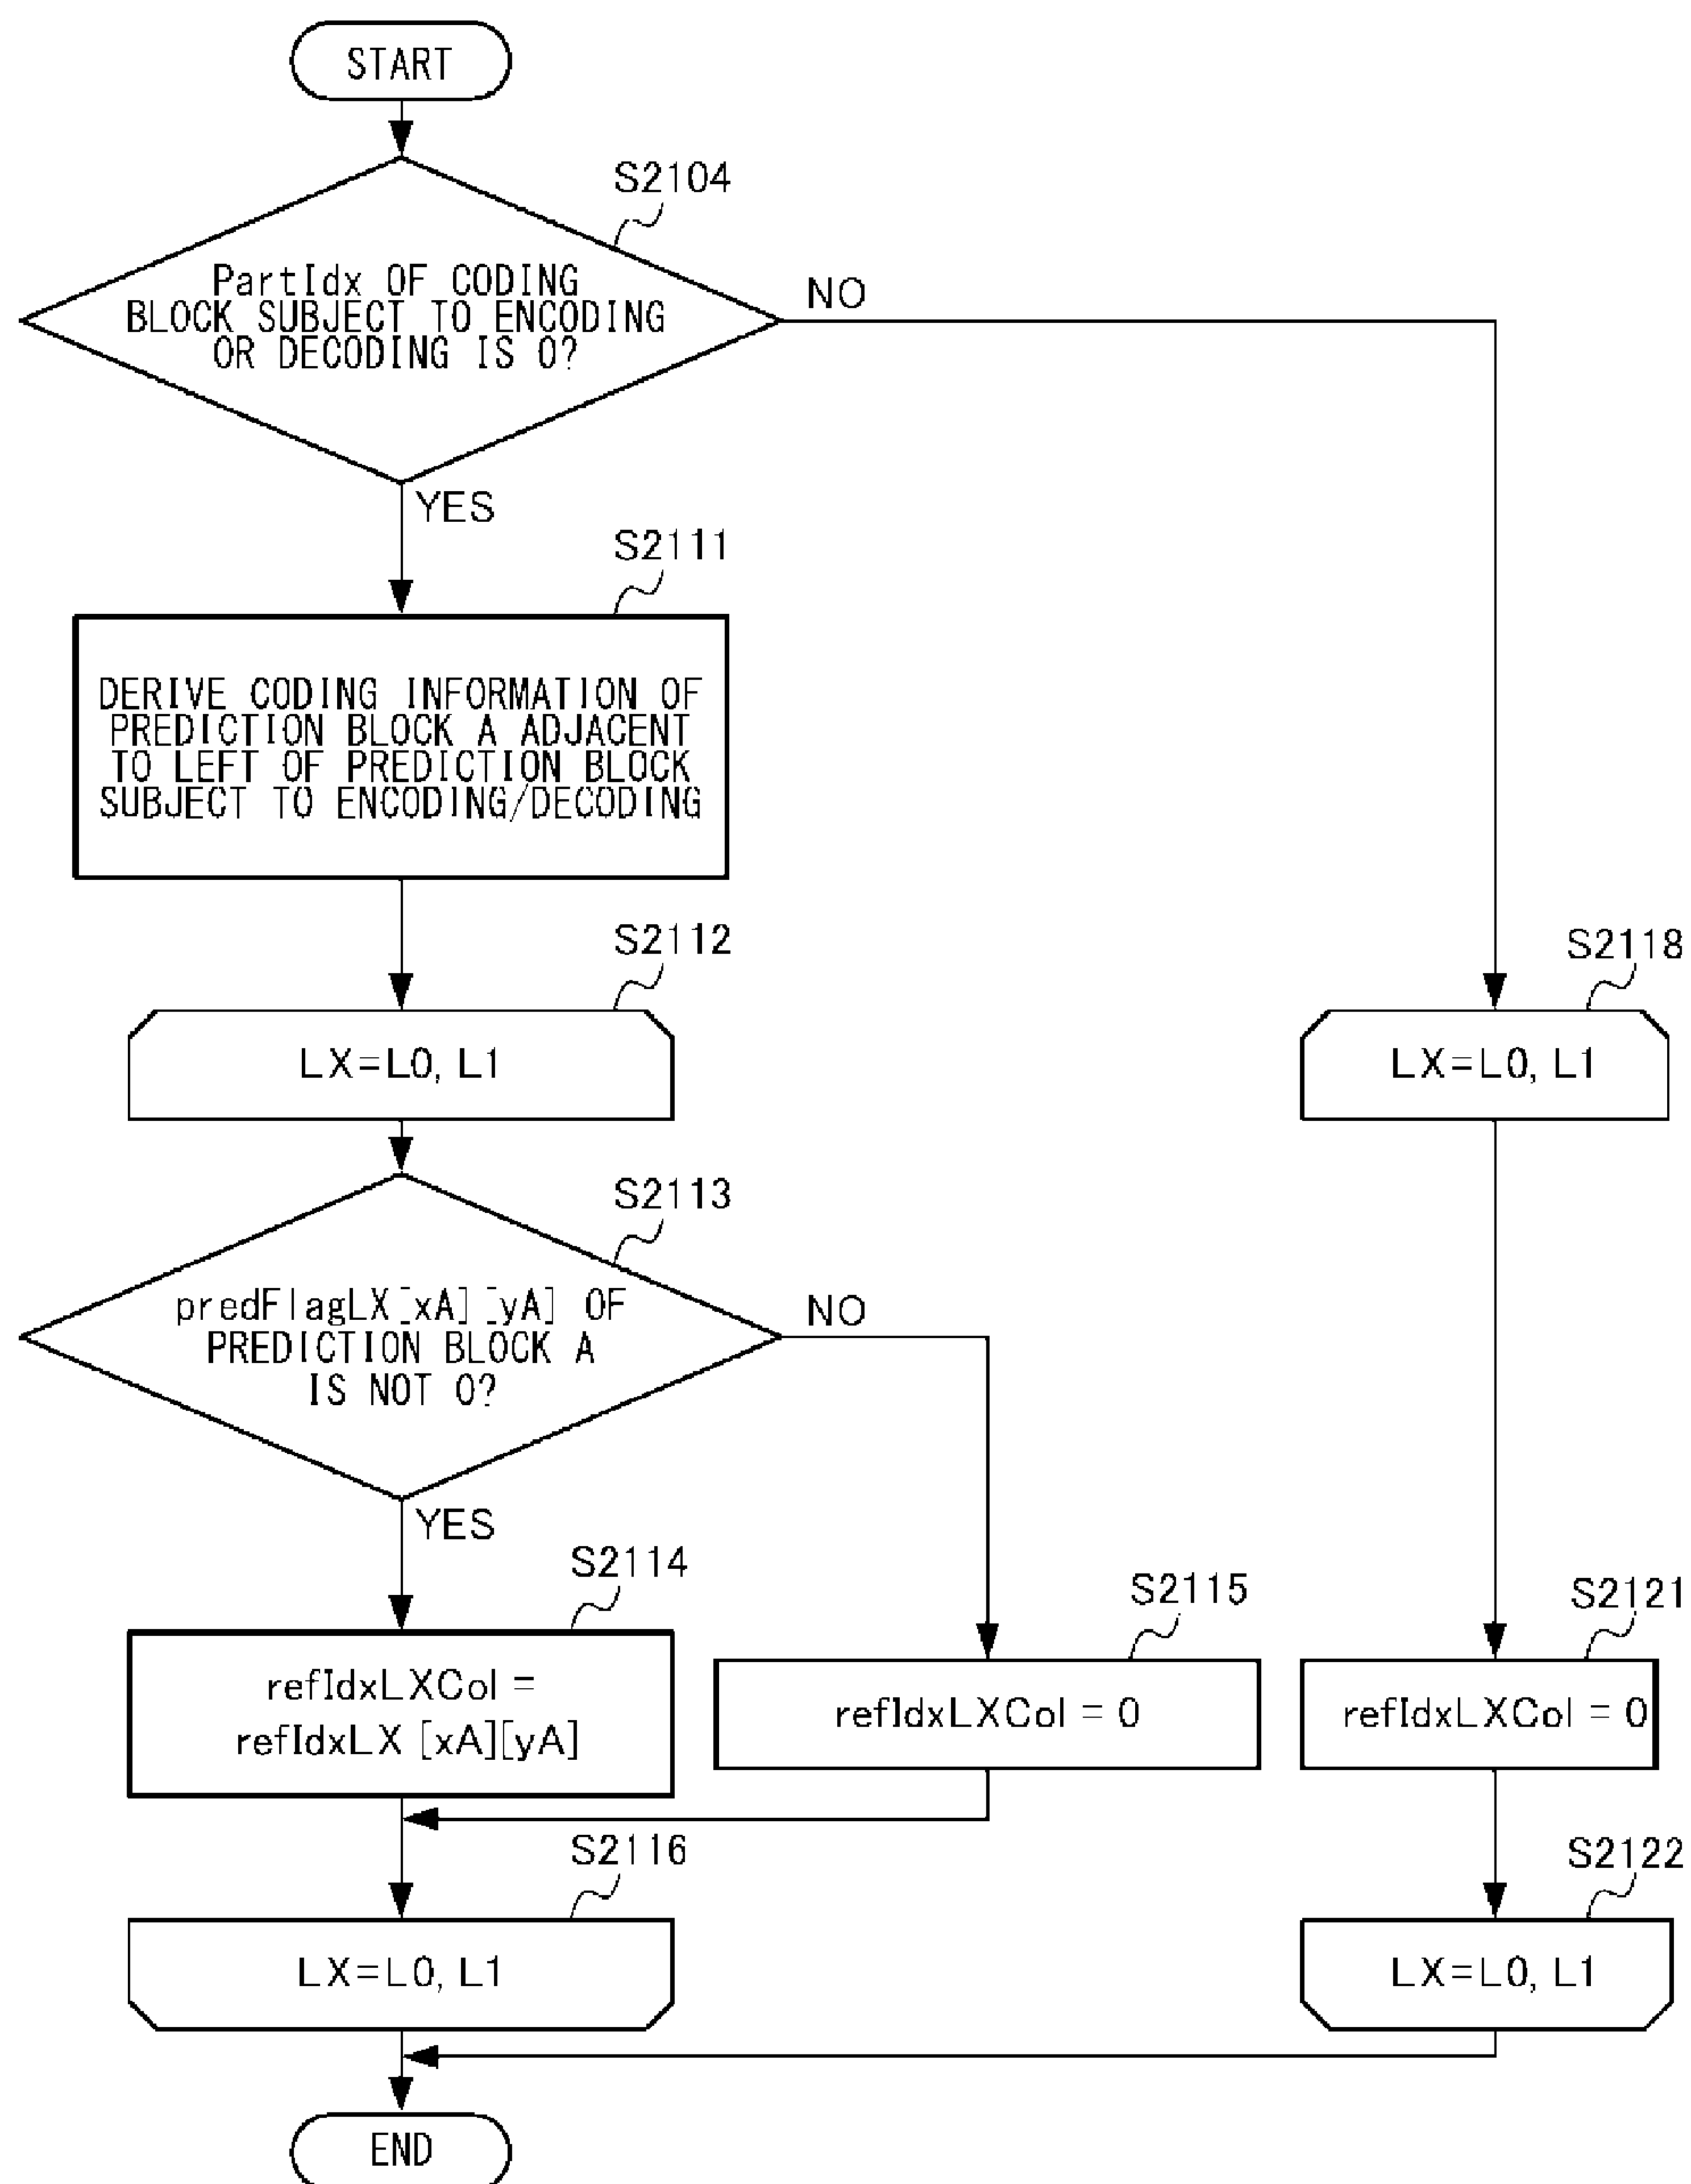 START
S2104
PartIdx OF CODING
BLOCK SUBJECT TO ENCODING
OR DECODING IS 0?
NO
YES
S2111
DERIVE CODING INFORMATION OF
PREDICTION BLOCK A ADJACENT
TO LEFT OF PREDICTION BLOCK
SUBJECT TO ENCODING/DECODING
S2112
LX=L0, L1
S2118
LX=L0, L1
S2113
predFlagLX[xA][yA] OF
PREDICTION BLOCK A
IS NOT 0?
NO
YES
S2114
refIdxLXCol =
refIdxLX [xA][yA]
S2115
refIdxLXCol = 0
S2121
refIdxLXCol = 0
S2116
LX=L0, L1
S2122
LX=L0, L1
END